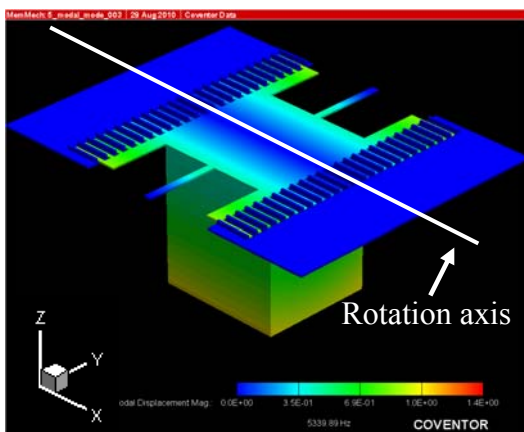 MemMech: 5_modal_mode_003 | 29 Aug 2010 | Coventor Data
Rotation axis
Z
Y
X
odal Displacement Mag.: 0.0E+00 3.5E-01 6.9E-01 1.0E+00 1.4E+00
5339.89 Hz
COVENTOR